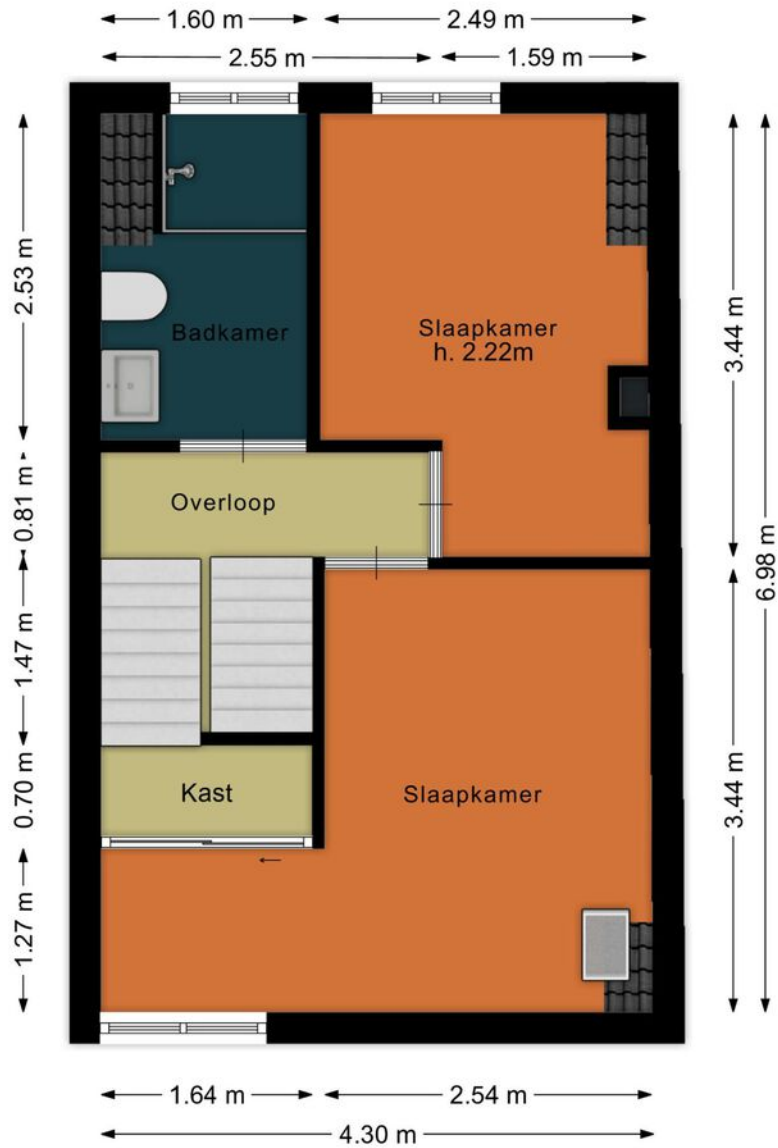 1.60 m
2.49 m
2.55 m
1.59 m
2.53 m
3.44 m
6.98 m
Badkamer
Slaapkamer
h. 2.22m
0.81 m
Overloop
1.47 m
0.70 m
Kast
Slaapkamer
3.44 m
1.27 m
1.64 m
2.54 m
4.30 m